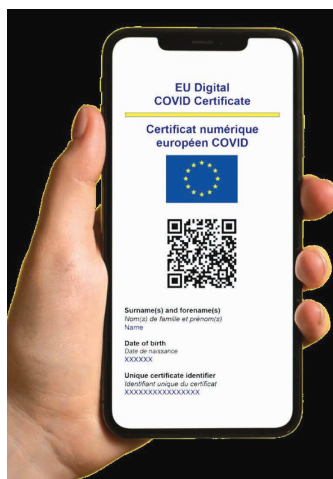 EU Digital
COVID Certificate
Certificat numérique
européen COVID
Surname(s) and forename(s)
Nom(s) de famille et prénom(s)
Name
Date of birth
Date de naissance
XXXXXX
Unique certificate identifier
Identifiant unique du certificat
XXXXXXXXXXXXXXXX